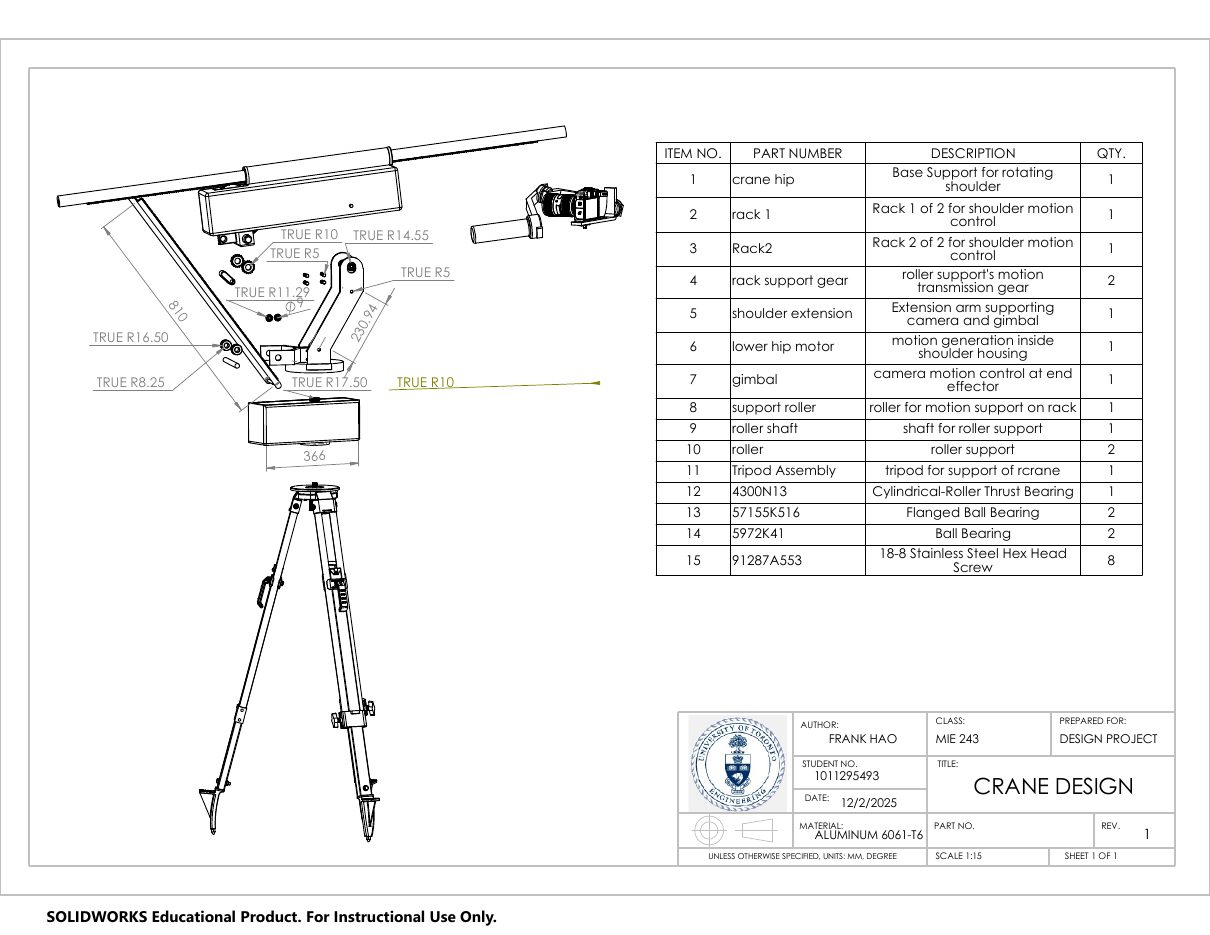 TRUE R10
TRUE R14.55
TRUE R5
TRUE R5
TRUE R11.29
810
230.94
TRUE R16.50
TRUE R8.25
TRUE R17.50
TRUE R10
366
ITEM NO. PART NUMBER DESCRIPTION QTY.
1 crane hip Base Support for rotating
shoulder 1
2 rack 1 Rack 1 of 2 for shoulder motion
control 1
3 Rack2 Rack 2 of 2 for shoulder motion
control 1
4 rack support gear roller support's motion
transmission gear 2
5 shoulder extension Extension arm supporting
camera and gimbal 1
6 lower hip motor motion generation inside
shoulder housing 1
7 gimbal camera motion control at end
effector 1
8 support roller roller for motion support on rack 1
9 roller shaft shaft for roller support 1
10 roller roller support 2
11 Tripod Assembly tripod for support of rcrane 1
12 4300N13 Cylindrical-Roller Thrust Bearing 1
13 57155K516 Flanged Ball Bearing 2
14 5972K41 Ball Bearing 2
15 91287A553 18-8 Stainless Steel Hex Head
Screw 8
UNIVERSITY OF TORONTO
ENGINEERING
AUTHOR:
FRANK HAO
CLASS:
MIE 243
PREPARED FOR:
DESIGN PROJECT
STUDENT NO.
1011295493
DATE: 12/2/2025
TITLE:
CRANE DESIGN
MATERIAL:
ALUMINUM 6061-T6
PART NO.
REV.
1
UNLESS OTHERWISE SPECIFIED, UNITS: MM, DEGREE
SCALE 1:15
SHEET 1 OF 1
SOLIDWORKS Educational Product. For Instructional Use Only.